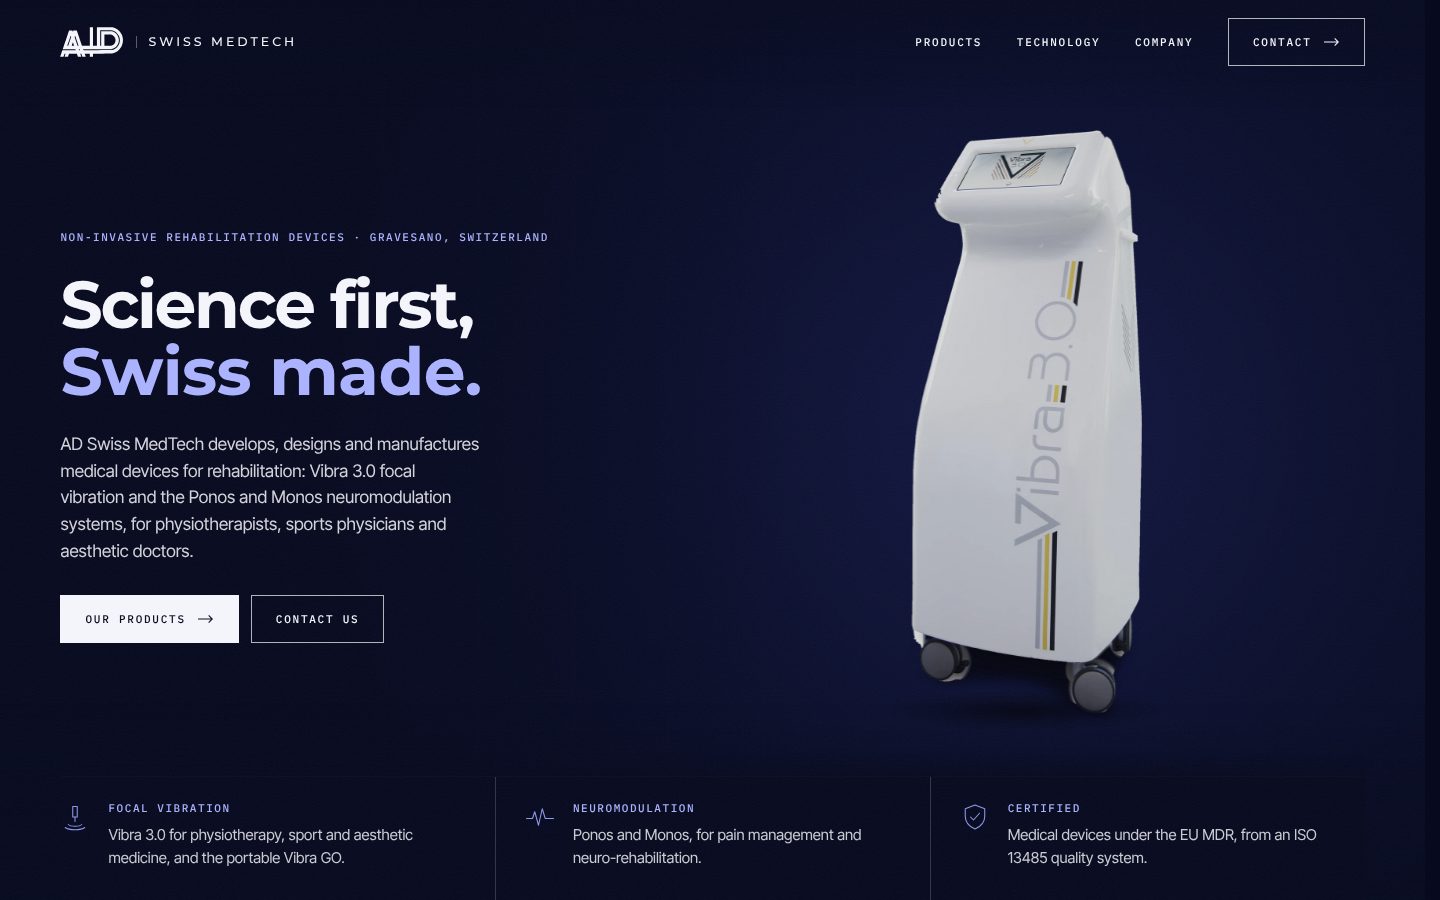 AD | SWISS MEDTECH
PRODUCTS
TECHNOLOGY
COMPANY
CONTACT →
Vibra
3.0
NON-INVASIVE REHABILITATION DEVICES · GRAVESANO, SWITZERLAND
Science first,
Swiss made.
AD Swiss MedTech develops, designs and manufactures
medical devices for rehabilitation: Vibra 3.0 focal
vibration and the Ponos and Monos neuromodulation
systems, for physiotherapists, sports physicians and
aesthetic doctors.
OUR PRODUCTS →
CONTACT US
Vibra 3.0
FOCAL VIBRATION
Vibra 3.0 for physiotherapy, sport and aesthetic
medicine, and the portable Vibra GO.
NEUROMODULATION
Ponos and Monos, for pain management and
neuro-rehabilitation.
CERTIFIED
Medical devices under the EU MDR, from an ISO
13485 quality system.